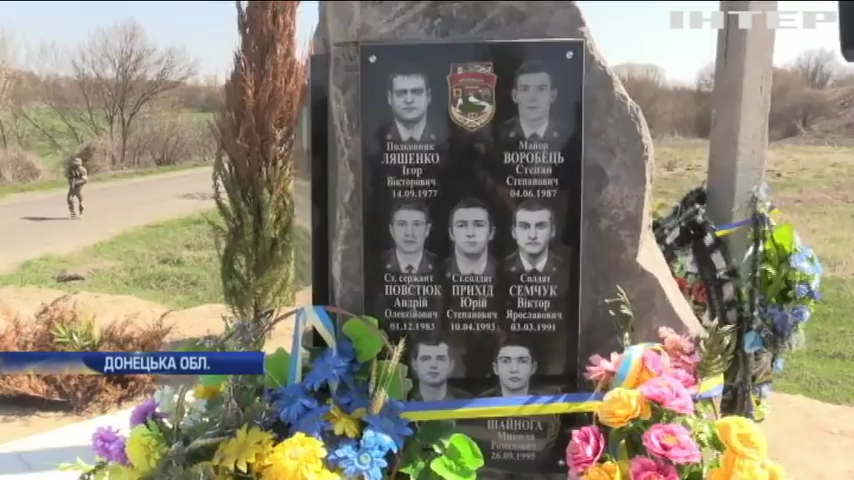 ІНТЕР
Полковник
ЛЯШЕНКО
Ігор
Вікторович
14.09.1977
Майор
ВОРОБЕЦЬ
Степан
Степанович
04.06.1987
Ст. сержант
ПОВСТЮК
Андрій
Олексійович
01.12.1983
Ст. солдат
ПРИХІД
Юрій
Степанович
10.04.1993
Солдат
СЕМЧУК
Віктор
Ярославович
03.03.1991
ШАЙНОГА
Микола
26.09.1995
ДОНЕЦЬКА ОБЛ.